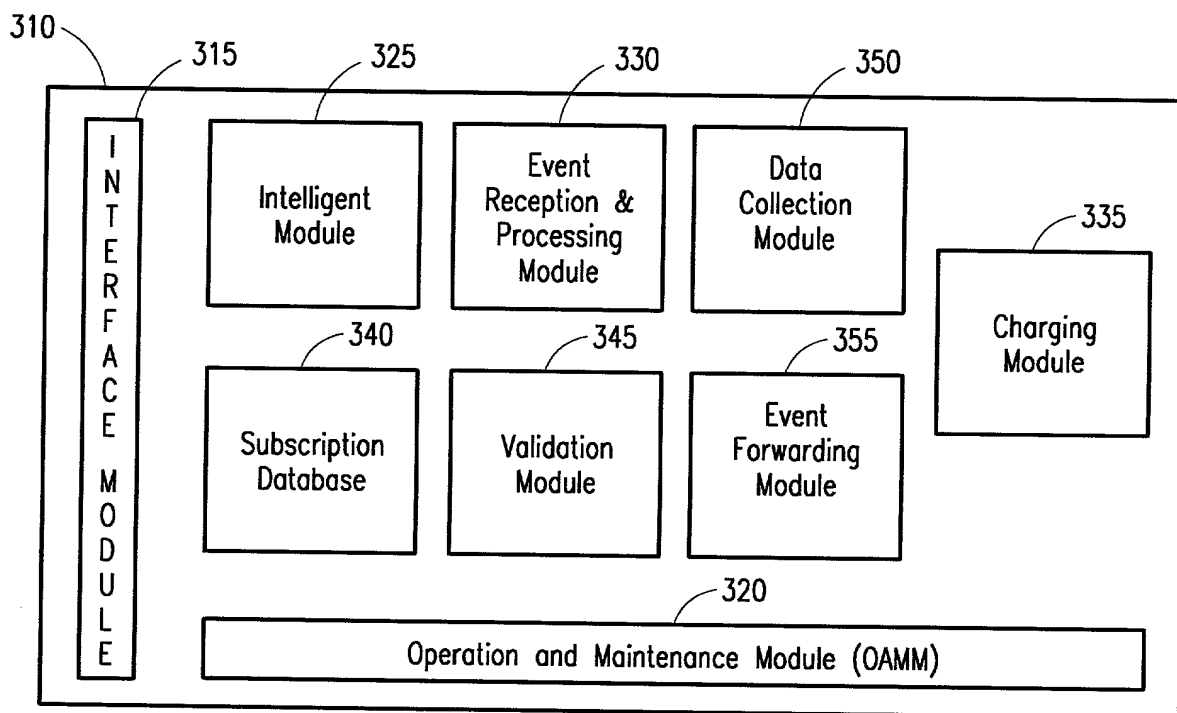 310
315
325
330
350
INTERFACE MODULE
Intelligent
Module
Event
Reception &
Processing
Module
Data
Collection
Module
335
Charging
Module
340
345
355
Subscription
Database
Validation
Module
Event
Forwarding
Module
320
Operation and Maintenance Module (OAMM)